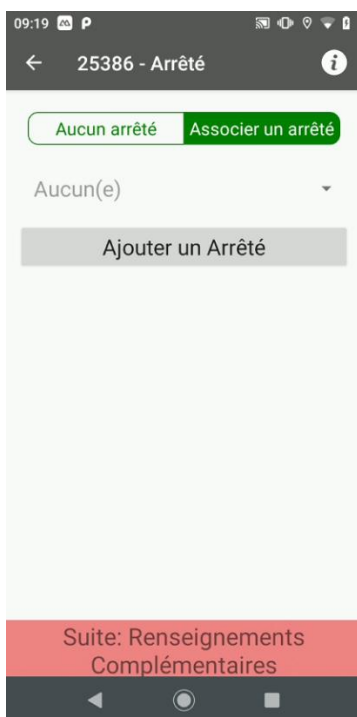 09:19
25386 - Arrêté
Aucun arrêté Associer un arrêté
Aucun(e)
Ajouter un Arrêté
Suite: Renseignements
Complémentaires